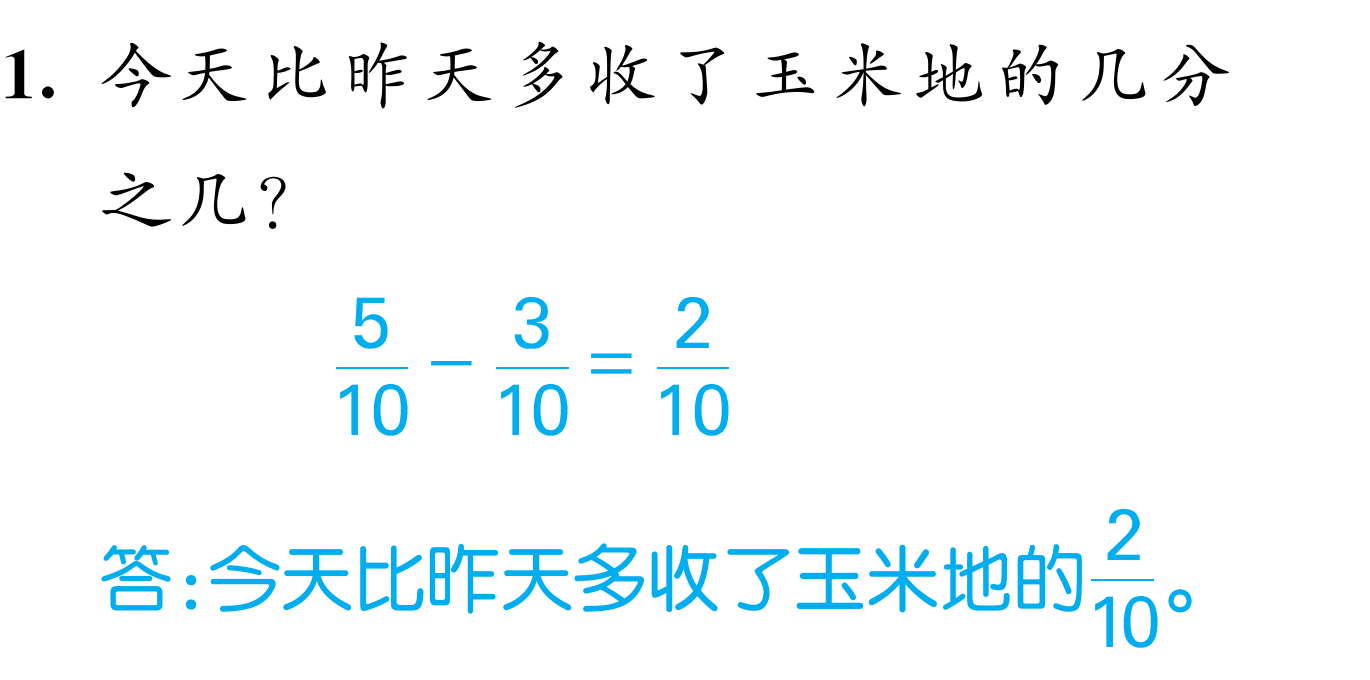 1. 今天比昨天多收了玉米地的几分
之几?
5/10 − 3/10 = 2/10
答:今天比昨天多收了玉米地的2/10。